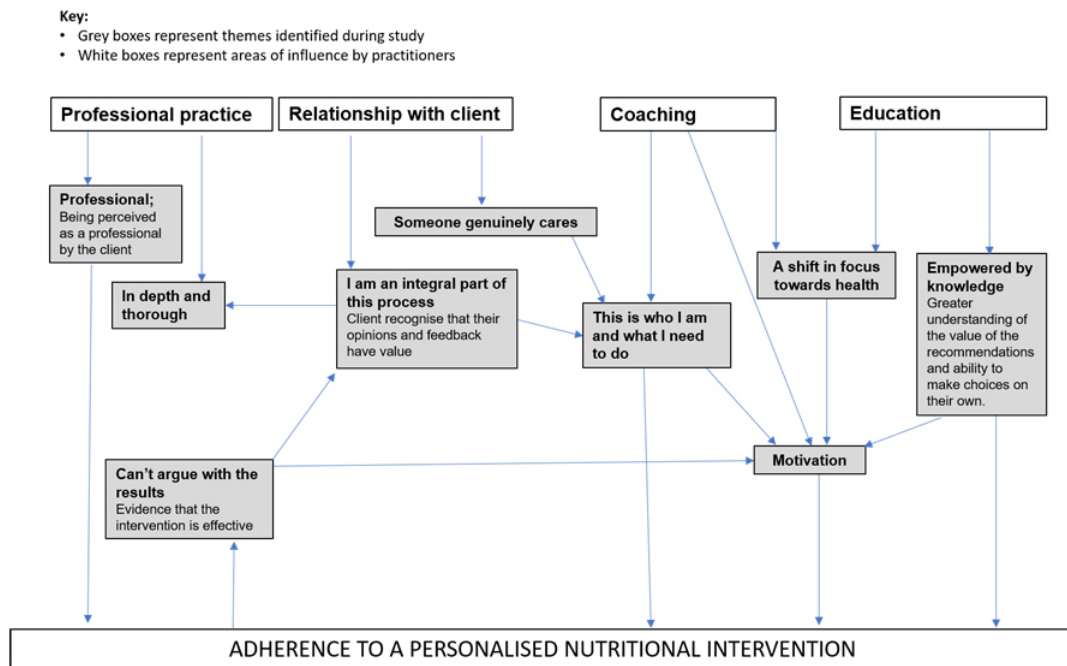 Key:
• Grey boxes represent themes identified during study
• White boxes represent areas of influence by practitioners
Professional practice
Relationship with client
Coaching
Education
Professional;
Being perceived
as a professional
by the client
Someone genuinely cares
In depth and
thorough
I am an integral part of
this process
Client recognise that their
opinions and feedback
have value
This is who I am
and what I need
to do
A shift in focus
towards health
Empowered by
knowledge
Greater
understanding of
the value of the
recommendations
and ability to
make choices on
their own.
Can’t argue with the
results
Evidence that the
intervention is effective
Motivation
ADHERENCE TO A PERSONALISED NUTRITIONAL INTERVENTION